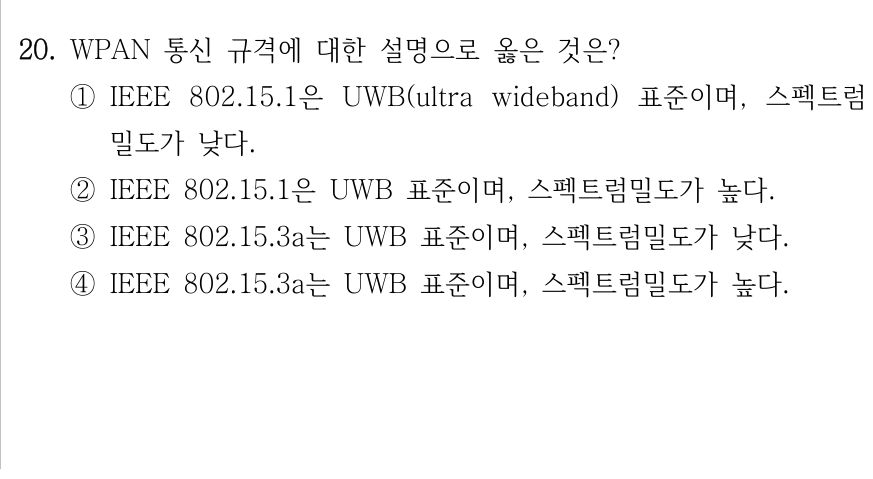 20. WPAN 통신 규격에 대한 설명으로 옳은 것은?
① IEEE 802.15.1은 UWB(ultra wideband) 표준이며, 스펙트럼
밀도가 낮다.
② IEEE 802.15.1은 UWB 표준이며, 스펙트럼밀도가 높다.
③ IEEE 802.15.3a는 UWB 표준이며, 스펙트럼밀도가 낮다.
④ IEEE 802.15.3a는 UWB 표준이며, 스펙트럼밀도가 높다.